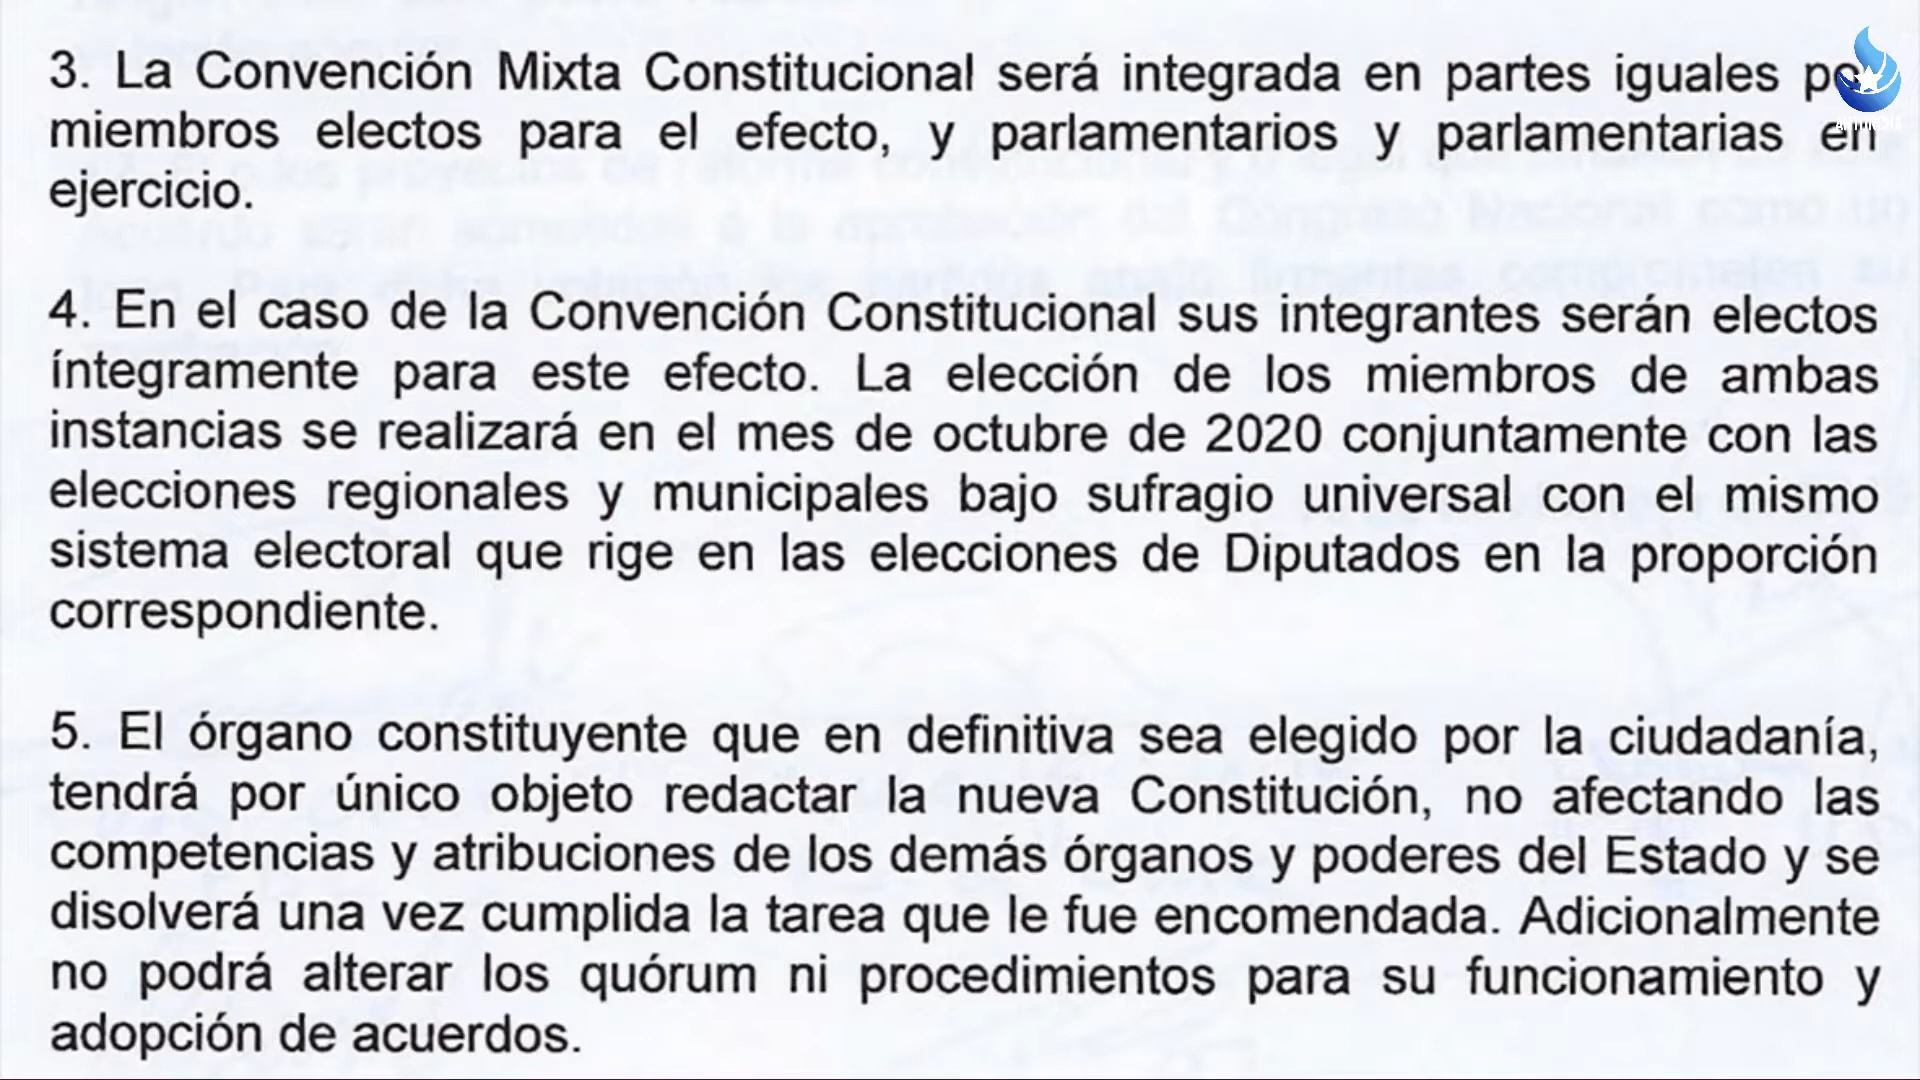 3. La Convención Mixta Constitucional será integrada en partes iguales
miembros electos para el efecto, y parlamentarios y parlamentarias en
ejercicio.
4. En el caso de la Convención Constitucional sus integrantes serán electos
íntegramente para este efecto. La elección de los miembros de ambas
instancias se realizará en el mes de octubre de 2020 conjuntamente con las
elecciones regionales y municipales bajo sufragio universal con el mismo
sistema electoral que rige en las elecciones de Diputados en la proporción
correspondiente.
5. El órgano constituyente que en definitiva sea elegido por la ciudadanía,
tendrá por único objeto redactar la nueva Constitución, no afectando las
competencias y atribuciones de los demás órganos y poderes del Estado y se
disolverá una vez cumplida la tarea que le fue encomendada. Adicionalmente
no podrá alterar los quórum ni procedimientos para su funcionamiento y
adopción de acuerdos.